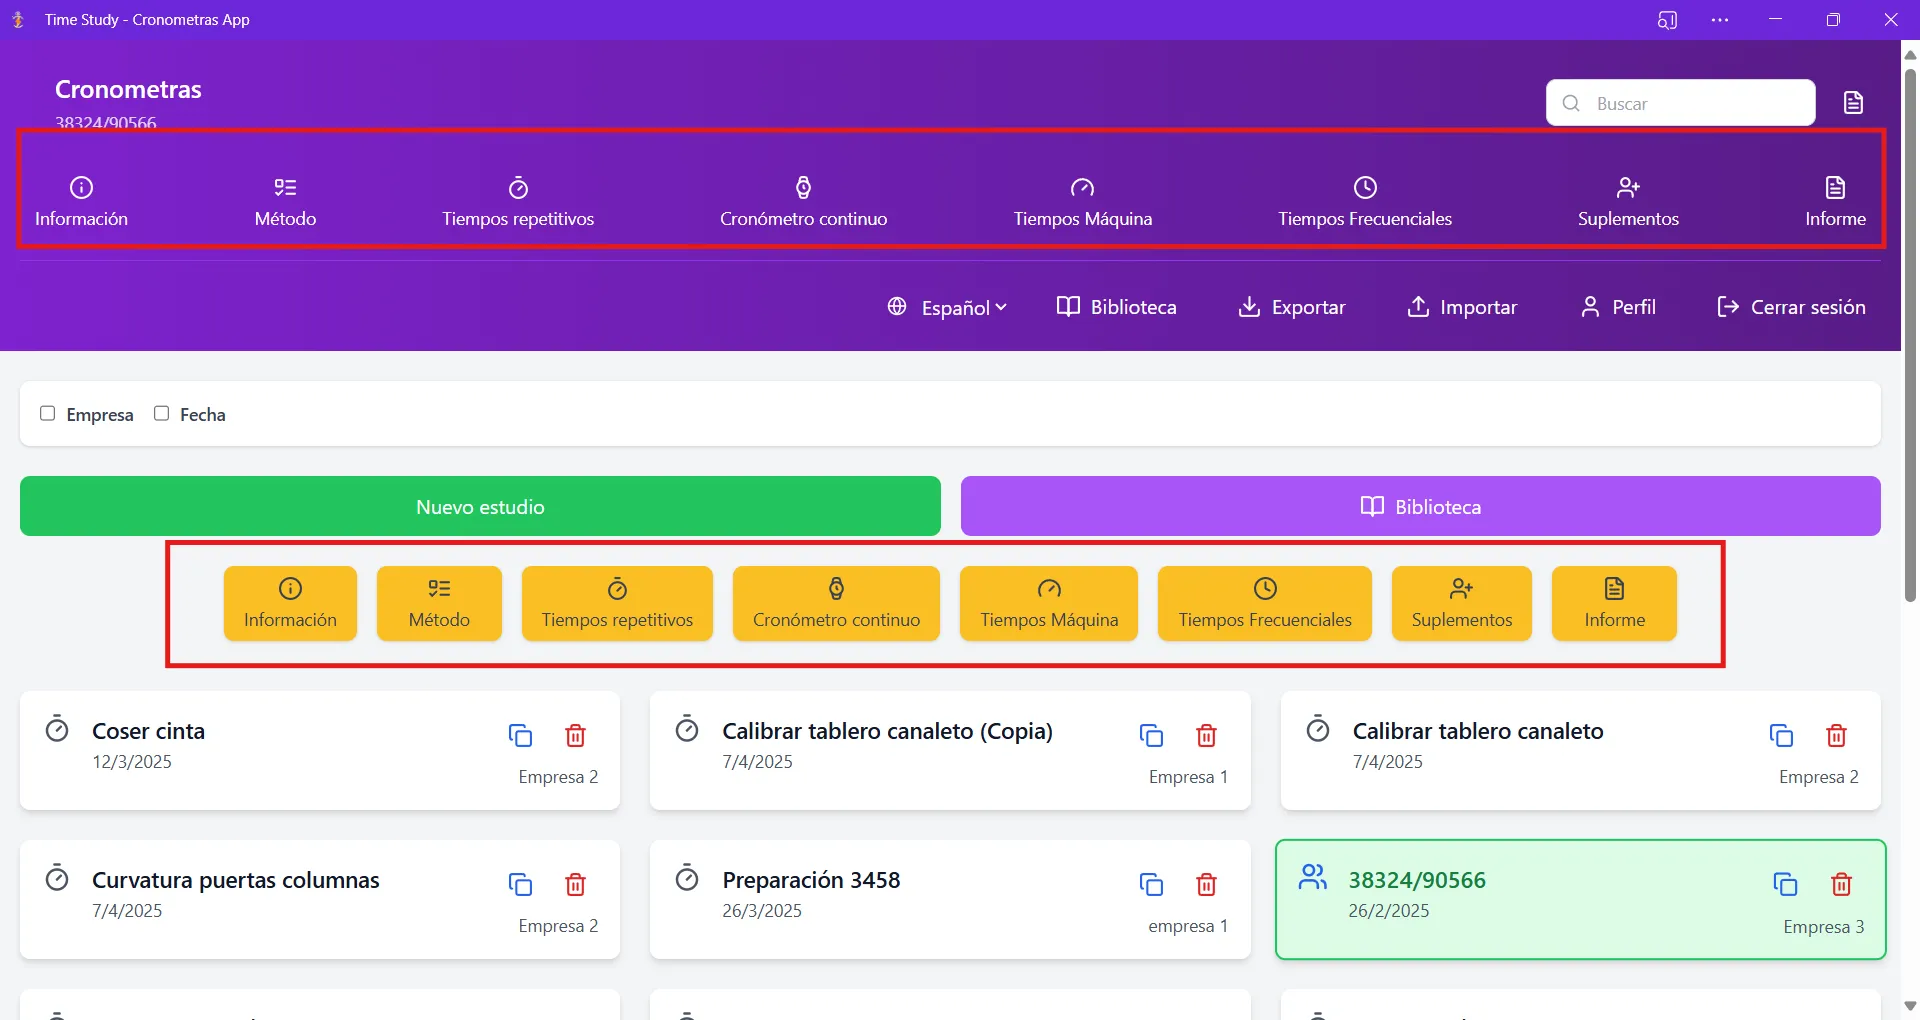 Time Study - Cronometras App
Cronometras
38324/90566
Buscar
Información Método Tiempos repetitivos Cronómetro continuo Tiempos Máquina Tiempos Frecuenciales Suplementos Informe
Español Biblioteca Exportar Importar Perfil Cerrar sesión
Empresa Fecha
Nuevo estudio Biblioteca
Información Método Tiempos repetitivos Cronómetro continuo Tiempos Máquina Tiempos Frecuenciales Suplementos Informe
Coser cinta
12/3/2025
Empresa 2
Calibrar tablero canaleto (Copia)
7/4/2025
Empresa 1
Calibrar tablero canaleto
7/4/2025
Empresa 2
Curvatura puertas columnas
7/4/2025
Empresa 2
Preparación 3458
26/3/2025
empresa 1
38324/90566
26/2/2025
Empresa 3